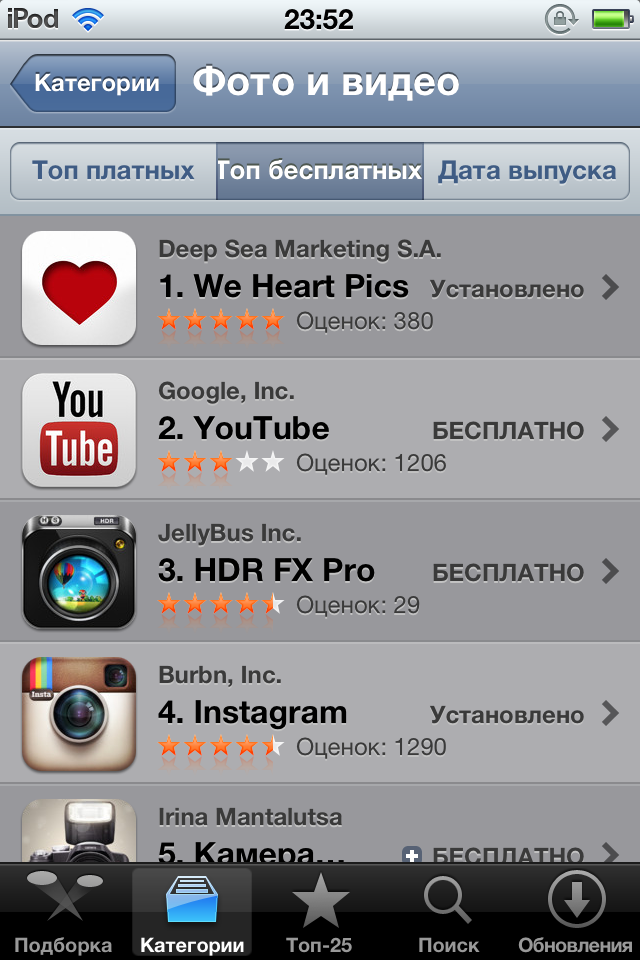 iPod 23:52
Категории Фото и видео
Топ платных Топ бесплатных Дата выпуска
Deep Sea Marketing S.A.
1. We Heart Pics Установлено
Оценок: 380
You
Tube
Google, Inc.
2. YouTube БЕСПЛАТНО
Оценок: 1206
HDR
JellyBus Inc.
3. HDR FX Pro БЕСПЛАТНО
Оценок: 29
Insta
Burbn, Inc.
4. Instagram Установлено
Оценок: 1290
Irina Mantalutsa
5. Камера... + БЕСПЛАТНО
Подборка Категории Топ-25 Поиск Обновления